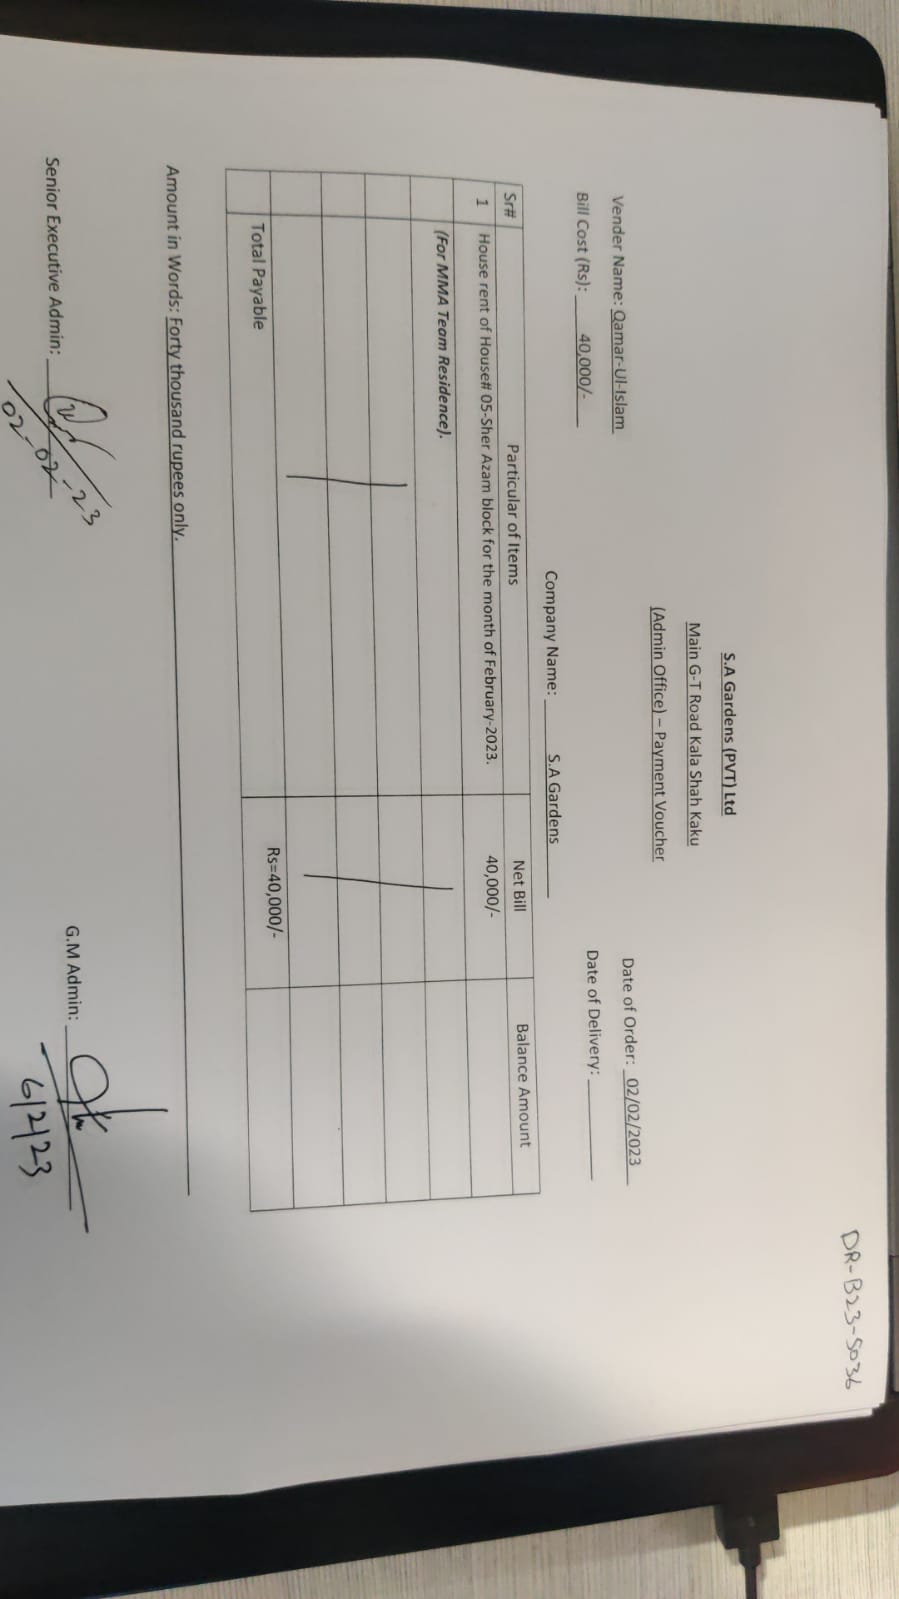 DR-B23-5036
S.A Gardens (PVT) Ltd
Main G-T Road Kala Shah Kaku
(Admin Office) – Payment Voucher
Vender Name: Qamar-Ul-Islam Date of Order: 02/02/2023
Bill Cost (Rs): 40,000/- Company Name: S.A Gardens Date of Delivery:
Sr# Particular of Items Net Bill Balance Amount
1 House rent of House# 05-Sher Azam block for the month of February-2023. 40,000/-
(For MMA Team Residence).
Total Payable Rs=40,000/-
Amount in Words: Forty thousand rupees only.
Senior Executive Admin: G.M Admin:
02-02-23 6/2/23